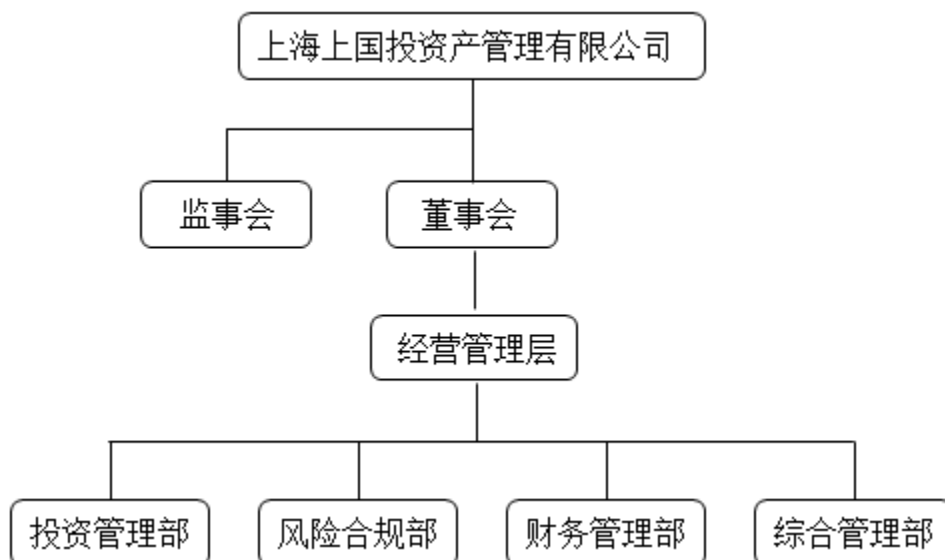 上海上国投资产管理有限公司
监事会
董事会
经营管理层
投资管理部
风险合规部
财务管理部
综合管理部